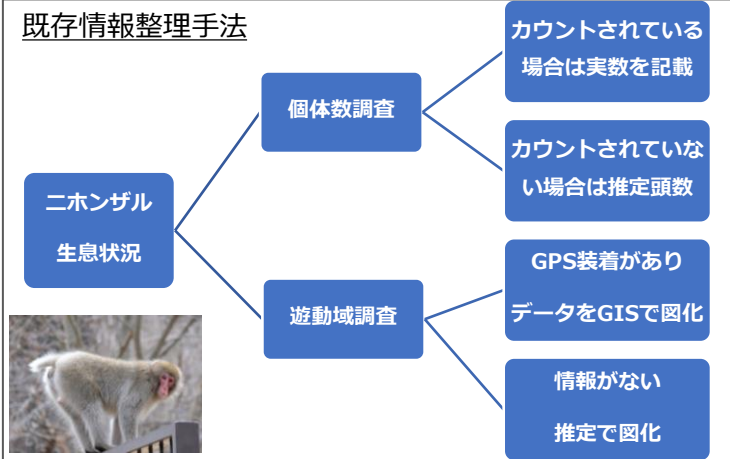 既存情報整理手法
カウントされている
場合は実数を記載
個体数調査
カウントされていな
い場合は推定頭数
ニホンザル
生息状況
GPS装着があり
データをGISで図化
遊動域調査
情報がない
推定で図化